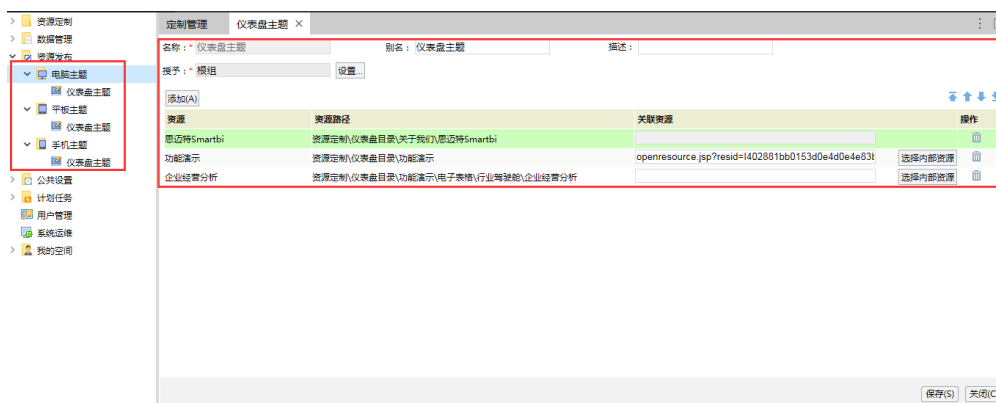 资源定制
数据管理
资源发布
电脑主题
仪表盘主题
平板主题
仪表盘主题
手机主题
仪表盘主题
公共设置
计划任务
用户管理
系统运维
我的空间
定制管理 仪表盘主题 ×
名称：* 仪表盘主题 别名： 仪表盘主题 描述：
授予：* 根组 设置...
添加(A)
资源 资源路径 关联资源 操作
思迈特Smartbi 资源定制\仪表盘目录\关于我们\思迈特Smartbi
功能演示 资源定制\仪表盘目录\功能演示 openresource.jsp?resid=I402881bb0153d0e4d0e4e83b 选择内部资源
企业经营分析 资源定制\仪表盘目录\功能演示\电子表格\行业驾驶舱\企业经营分析 选择内部资源
保存(S) 关闭(C